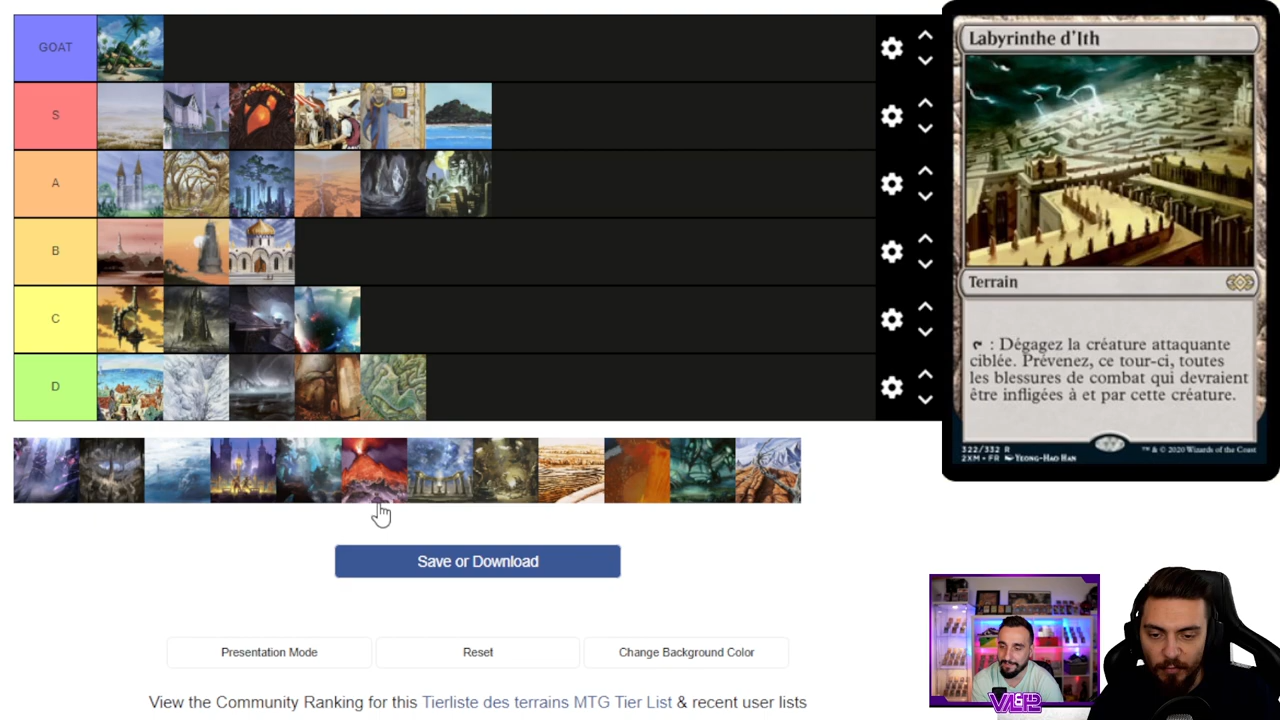 GOAT
S
A
B
C
D
Labyrinthe d'Ith
Terrain
: Dégagez la créature attaquante
ciblée. Prévenez, ce tour-ci, toutes
les blessures de combat qui devraient
être infligées à et par cette créature.
322/332 R
2XM • FR Yeong-Hao Han
™ & © 2020 Wizards of the Coast
Save or Download
Presentation Mode
Reset
Change Background Color
View the Community Ranking for this Tierliste des terrains MTG Tier List & recent user lists